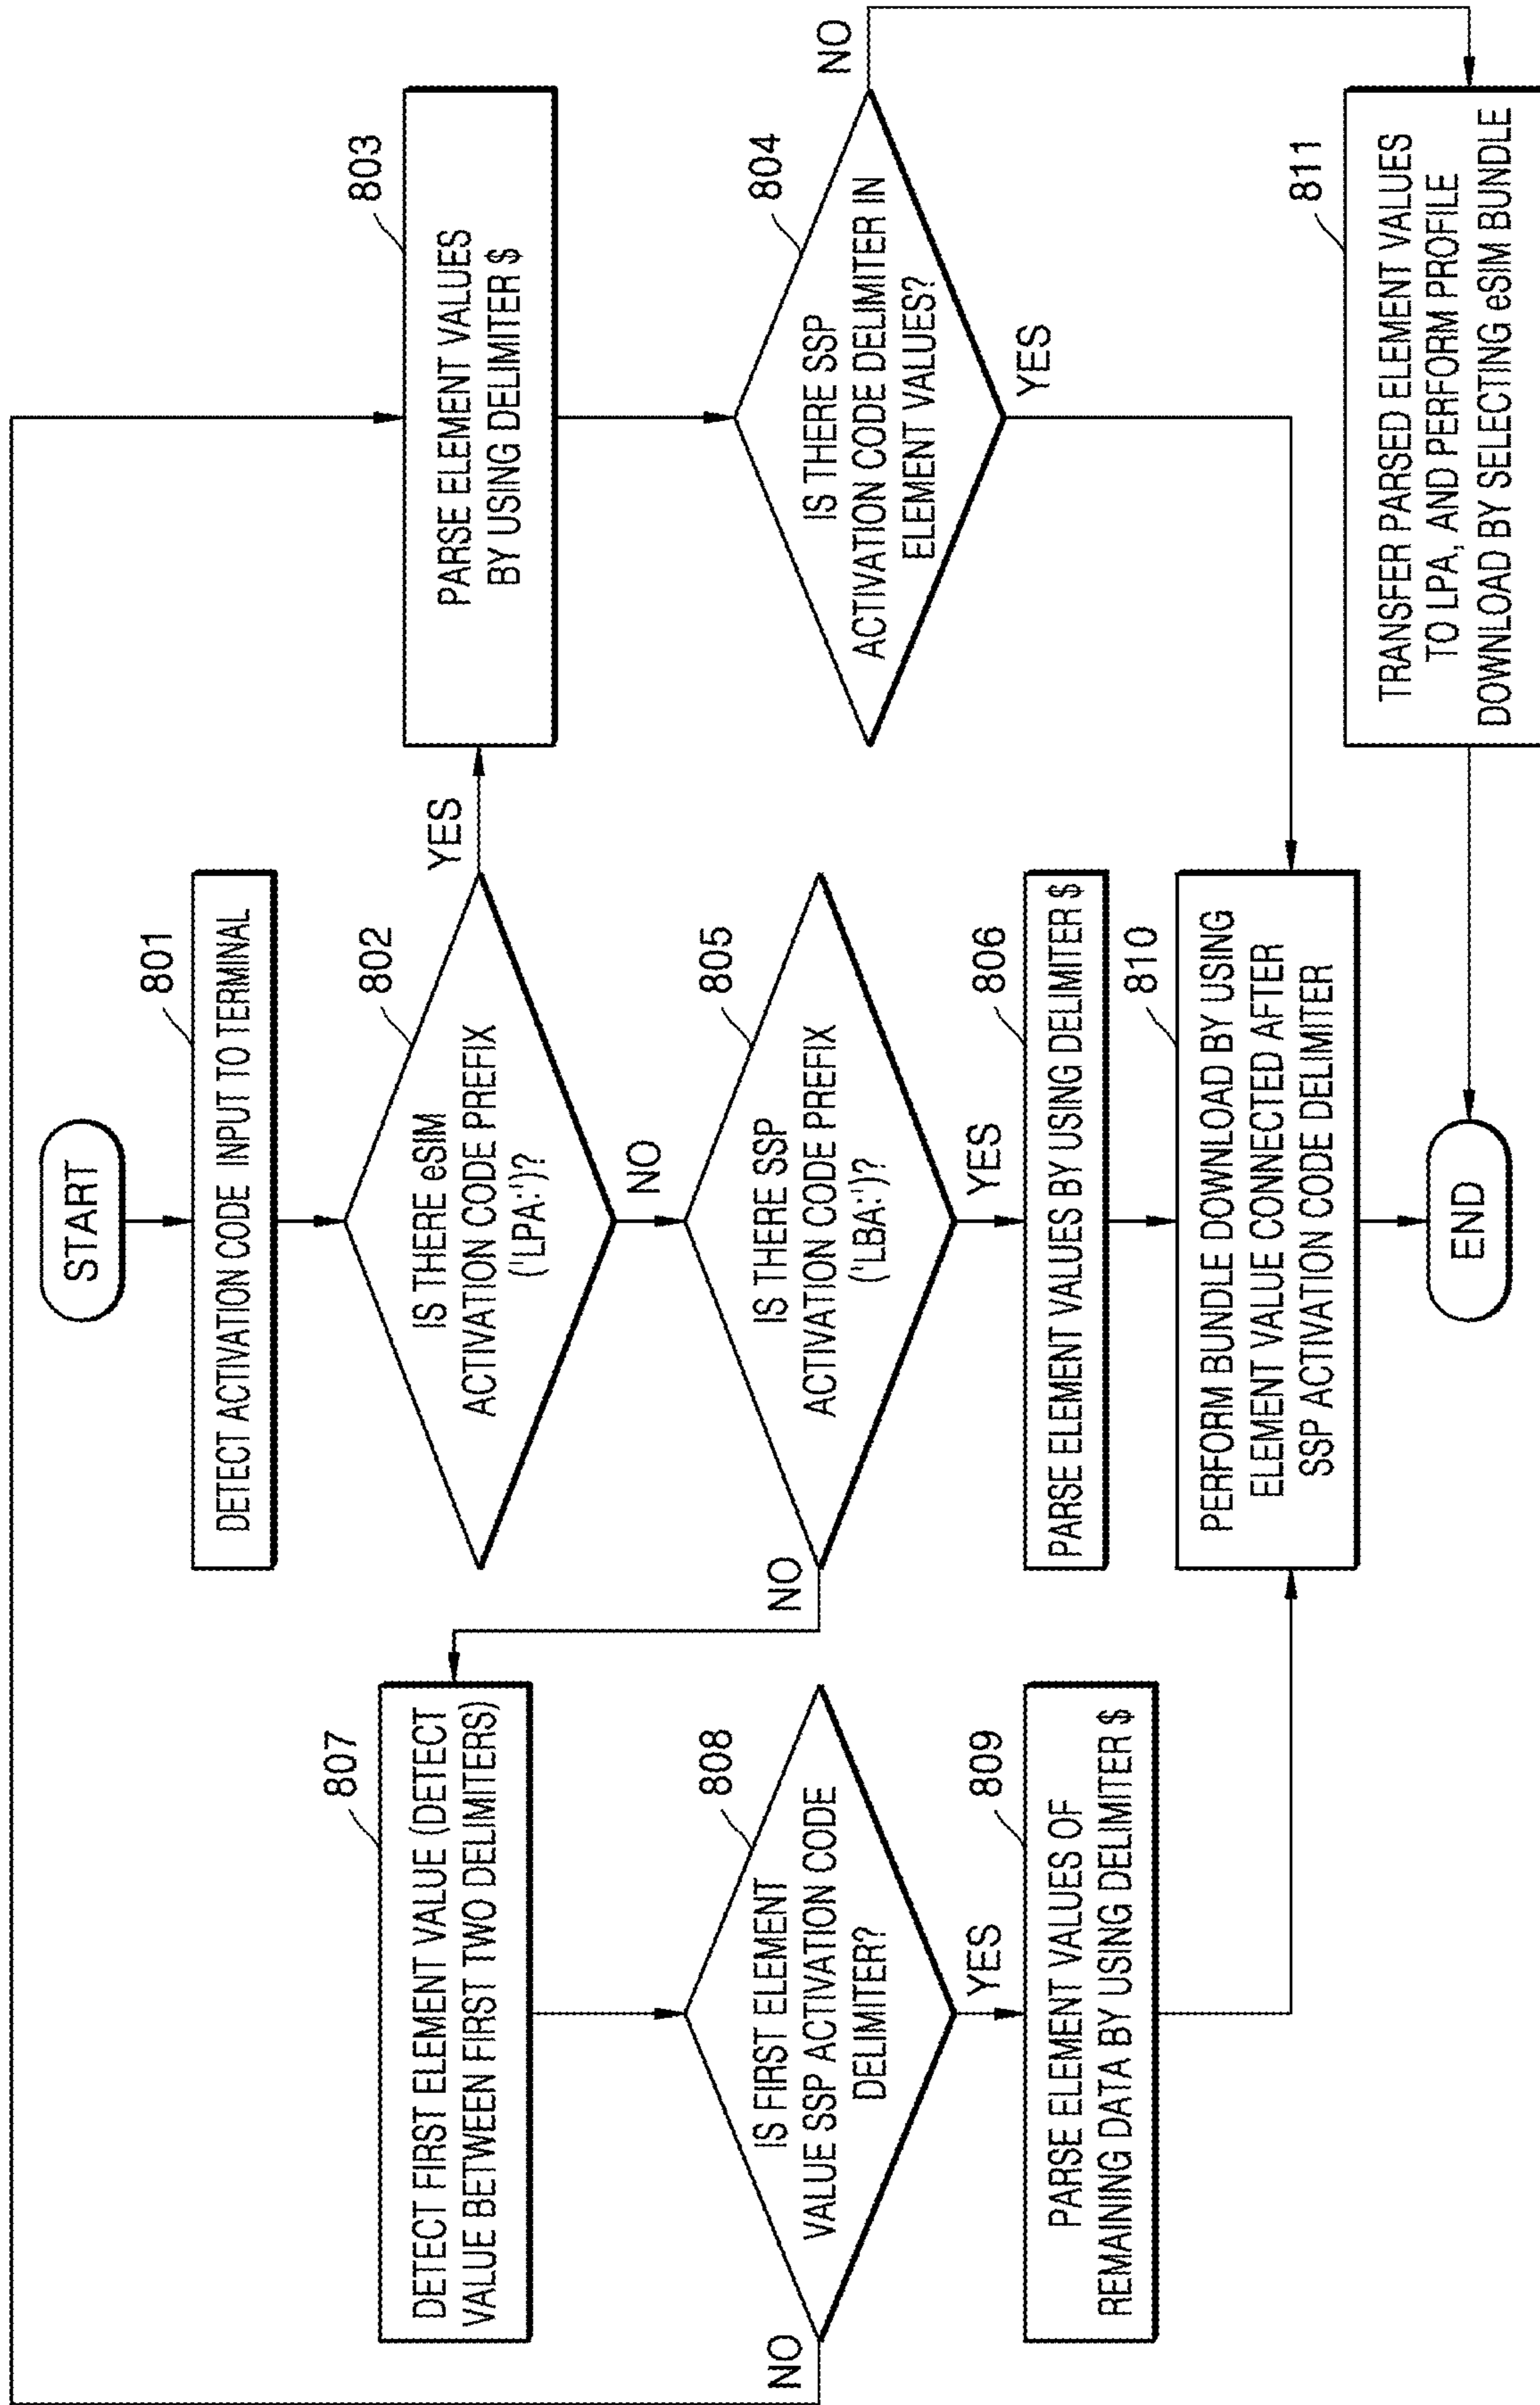 START
801
DETECT ACTIVATION CODE INPUT TO TERMINAL
802
IS THERE eSIM
ACTIVATION CODE PREFIX
('LPA:')?
YES
NO
803
PARSE ELEMENT VALUES
BY USING DELIMITER $
804
IS THERE SSP
ACTIVATION CODE DELIMITER IN
ELEMENT VALUES?
NO
YES
805
IS THERE SSP
ACTIVATION CODE PREFIX
('LBA:')?
NO
YES
806
PARSE ELEMENT VALUES BY USING DELIMITER $
807
DETECT FIRST ELEMENT VALUE (DETECT
VALUE BETWEEN FIRST TWO DELIMITERS)
808
IS FIRST ELEMENT
VALUE SSP ACTIVATION CODE
DELIMITER?
NO
YES
809
PARSE ELEMENT VALUES OF
REMAINING DATA BY USING DELIMITER $
810
PERFORM BUNDLE DOWNLOAD BY USING
ELEMENT VALUE CONNECTED AFTER
SSP ACTIVATION CODE DELIMITER
811
TRANSFER PARSED ELEMENT VALUES
TO LPA, AND PERFORM PROFILE
DOWNLOAD BY SELECTING eSIM BUNDLE
END